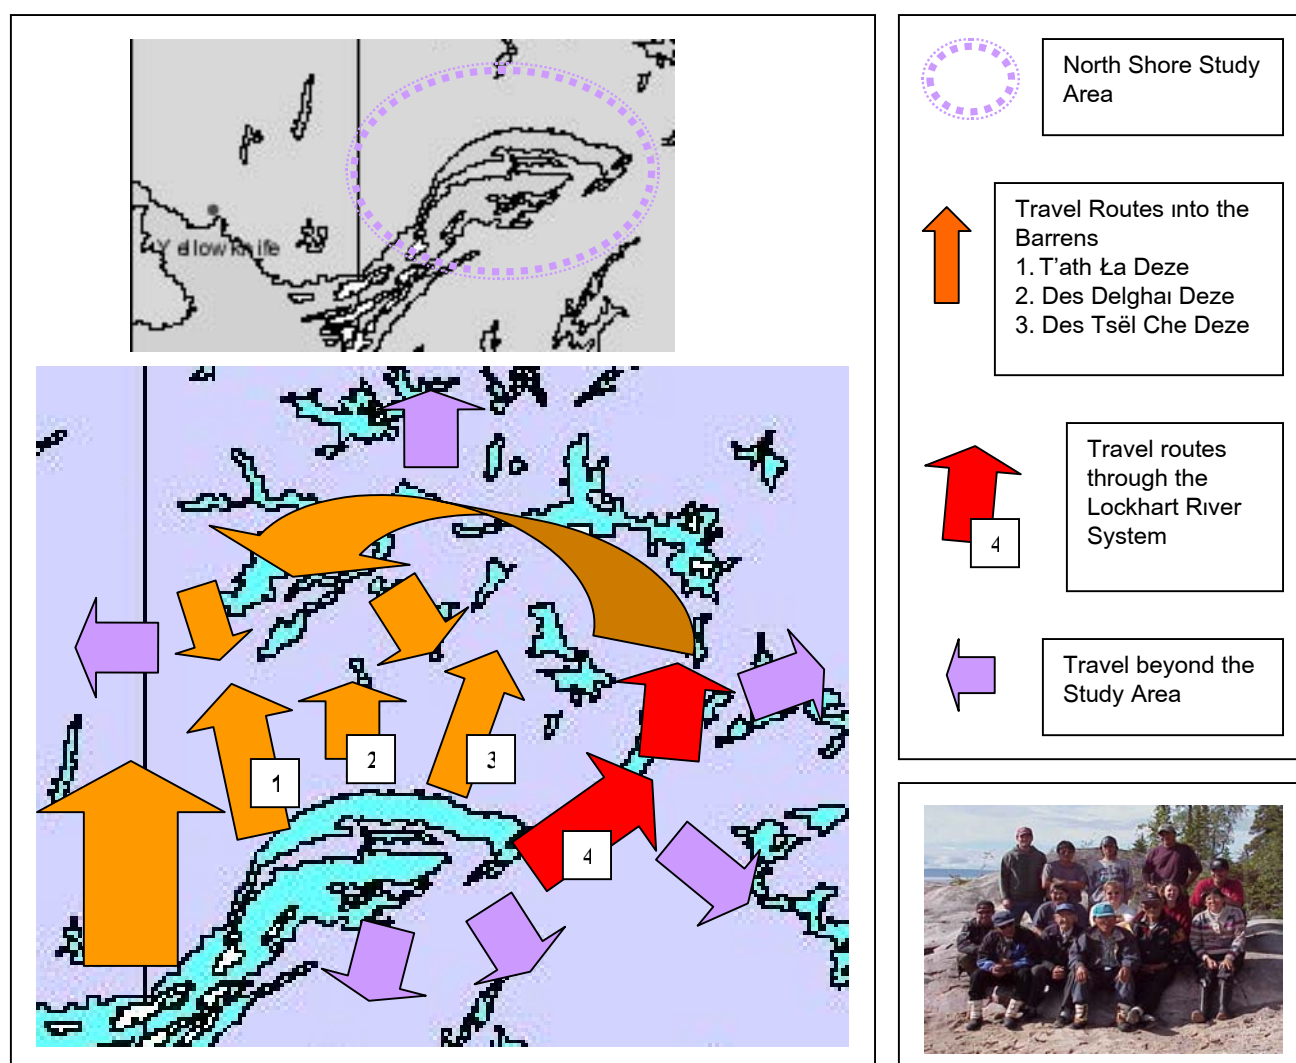 Yellowknife
1
2
3
4
North Shore Study
Area
Travel Routes ınto the
Barrens
1. T'ath Ła Deze
2. Des Delghaı Deze
3. Des Tsël Che Deze
4
Travel routes
through the
Lockhart Rıver
System
Travel beyond the
Study Area